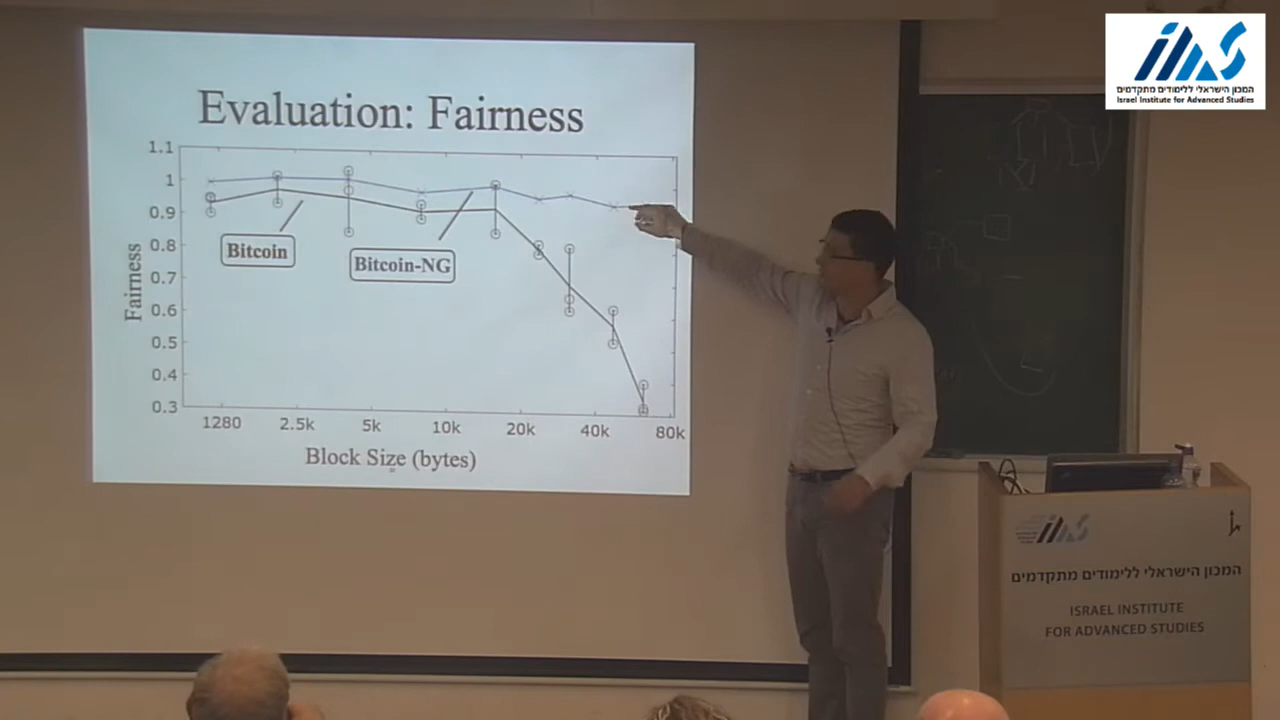 Evaluation: Fairness
1.1
1
0.9
0.8
0.7
0.6
0.5
0.4
0.3
Fairness
Bitcoin
Bitcoin-NG
1280 2.5k 5k 10k 20k 40k 80k
Block Size (bytes)
המכון הישראלי ללימודים מתקדמים
Israel Institute for Advanced Studies
המכון הישראלי ללימודים מתקדמים
ISRAEL INSTITUTE
FOR ADVANCED STUDIES